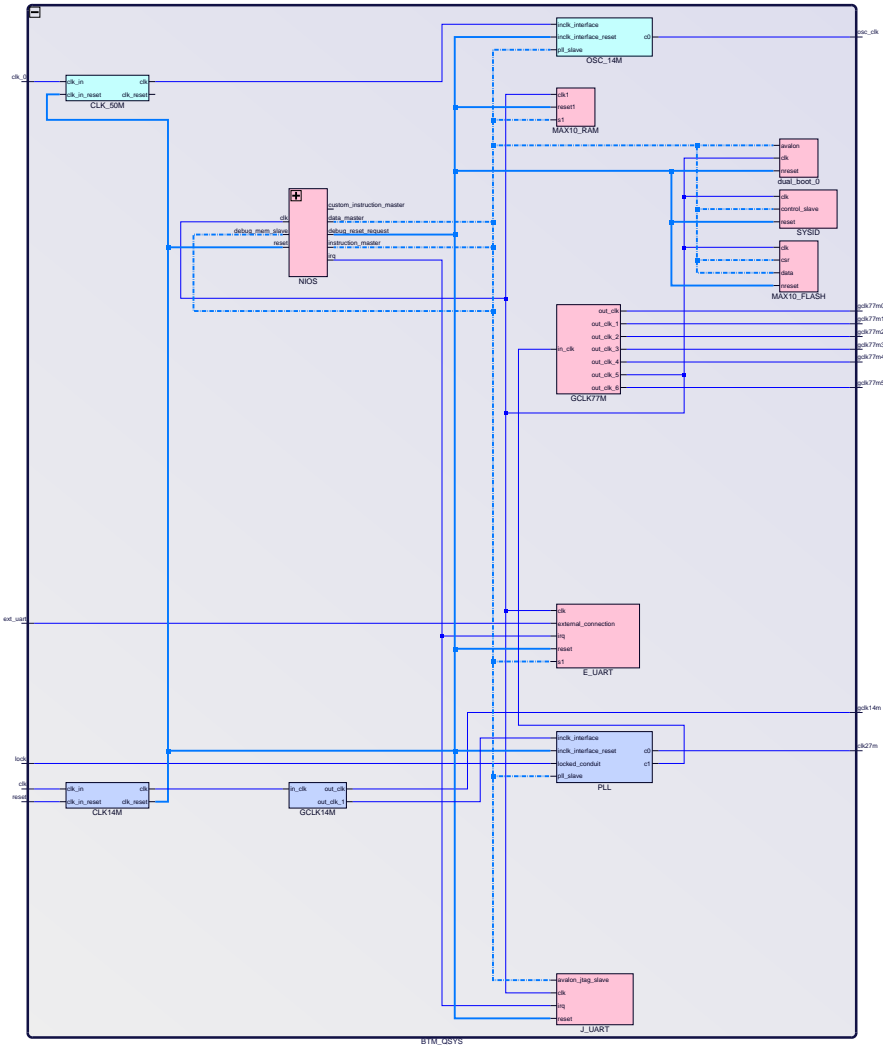 inclk_interface
inclk_interface_reset c0
pll_slave
OSC_14M
osc_clk
clk_0
clk_in clk
clk_in_reset clk_reset
CLK_50M
clk1
reset1
s1
MAX10_RAM
avalon
clk
nreset
dual_boot_0
clk
control_slave
reset
SYSID
clk
csr
data
nreset
MAX10_FLASH
custom_instruction_master
clk data_master
debug_mem_slave debug_reset_request
reset instruction_master
irq
NIOS
out_clk
out_clk_1
out_clk_2
in_clk out_clk_3
out_clk_4
out_clk_5
out_clk_6
GCLK77M
gclk77m0
gclk77m1
gclk77m2
gclk77m3
gclk77m4
gclk77m5
ext_uart
clk
external_connection
irq
reset
s1
E_UART
gclk14m
inclk_interface
inclk_interface_reset c0
locked_conduit c1
pll_slave
PLL
clk27m
lock
clk
reset
clk_in clk
clk_in_reset clk_reset
CLK14M
in_clk out_clk
out_clk_1
GCLK14M
avalon_jtag_slave
clk
irq
reset
J_UART
BTM_QSYS